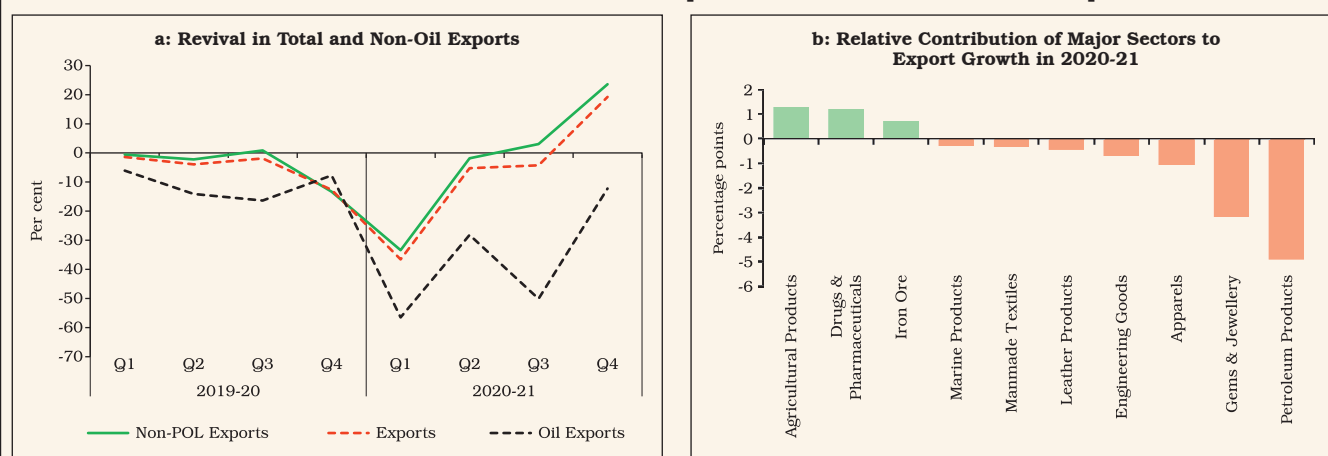 a: Revival in Total and Non-Oil Exports
30
20
10
0
-10
-20
-30
-40
-50
-60
-70
Per cent
Q1 Q2 Q3 Q4 Q1 Q2 Q3 Q4
2019-20 2020-21
Non-POL Exports Exports Oil Exports
b: Relative Contribution of Major Sectors to
Export Growth in 2020-21
2
1
0
-1
-2
-3
-4
-5
-6
Percentage points
Agricultural Products
Drugs &
Pharmaceuticals
Iron Ore
Marine Products
Manmade Textiles
Leather Products
Engineering Goods
Apparels
Gems & Jewellery
Petroleum Products